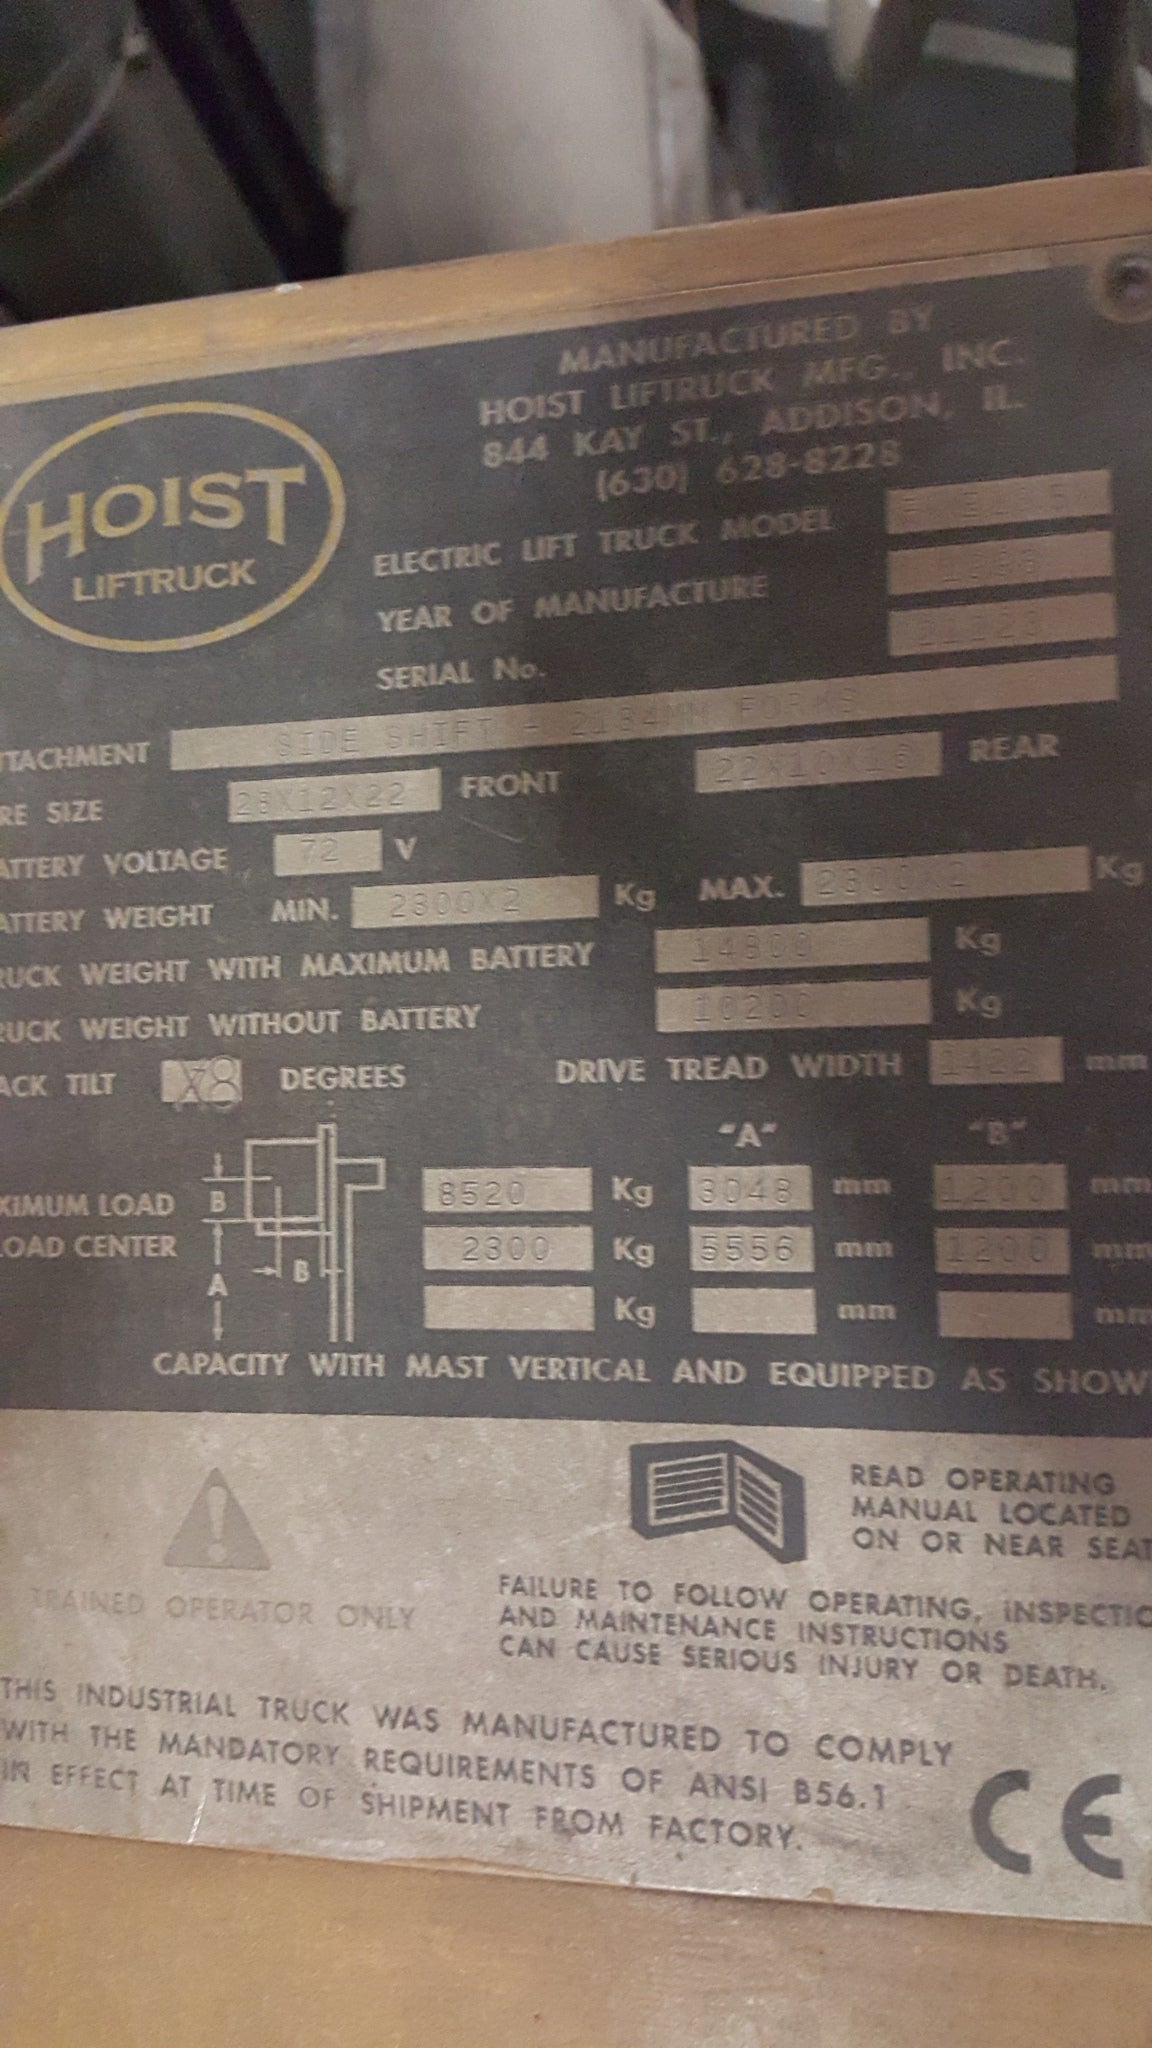 MANUFACTURED BY
HOIST LIFTRUCK MFG., INC.
844 KAY ST., ADDISON, IL.
(630) 628-8228
HOIST
LIFTRUCK
ELECTRIC LIFT TRUCK MODEL
YEAR OF MANUFACTURE
SERIAL No.
TTACHMENT SIDE SHIFT - 2134MM FORKS
RE SIZE 28X12X22 FRONT 22X10X16 REAR
ATTERY VOLTAGE 72 V
ATTERY WEIGHT MIN. 2300X2 Kg MAX. 2300X2 Kg
RUCK WEIGHT WITH MAXIMUM BATTERY 14800 Kg
RUCK WEIGHT WITHOUT BATTERY 10200 Kg
ACK TILT X8 DEGREES DRIVE TREAD WIDTH 1422 mm
"A" "B"
XIMUM LOAD B 8520 Kg 3048 mm 1200 mm
LOAD CENTER A B 2300 Kg 5556 mm 1200 mm
Kg mm mm
CAPACITY WITH MAST VERTICAL AND EQUIPPED AS SHOW
READ OPERATING
MANUAL LOCATED
ON OR NEAR SEAT
!
TRAINED OPERATOR ONLY
FAILURE TO FOLLOW OPERATING, INSPECTIO
AND MAINTENANCE INSTRUCTIONS
CAN CAUSE SERIOUS INJURY OR DEATH.
THIS INDUSTRIAL TRUCK WAS MANUFACTURED TO COMPLY
WITH THE MANDATORY REQUIREMENTS OF ANSI B56.1
IN EFFECT AT TIME OF SHIPMENT FROM FACTORY.
CE